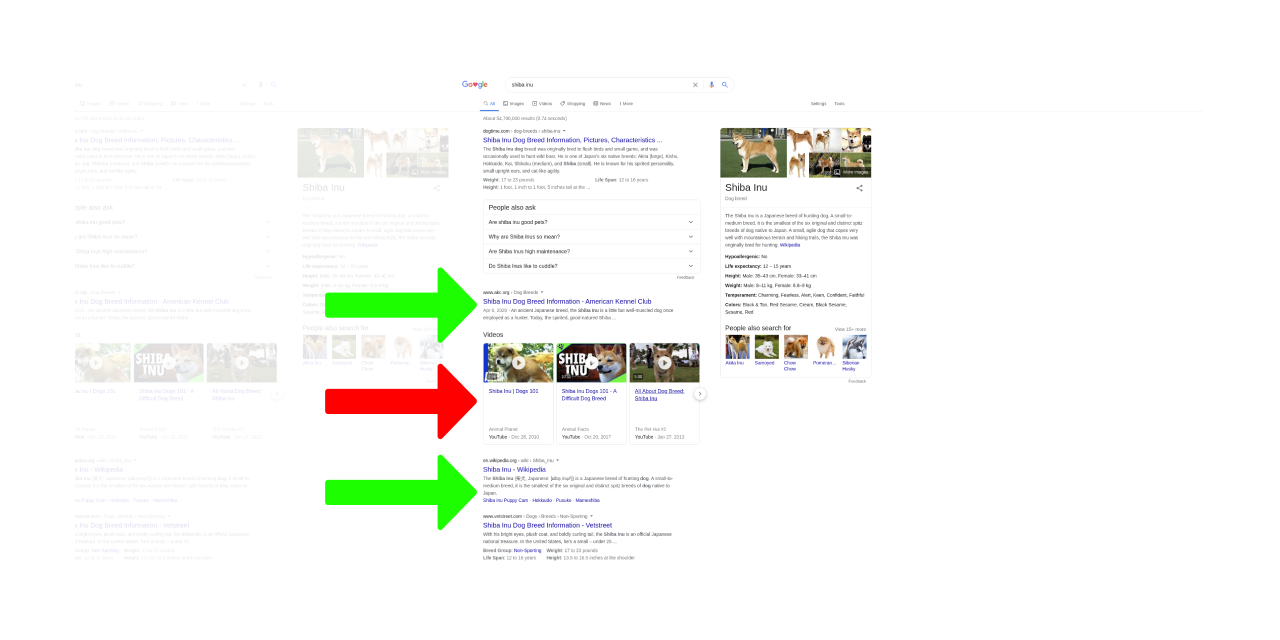 Google
shiba inu
All Images Videos Shopping News More Settings Tools
About 54,700,000 results (0.74 seconds)
dogtime.com › dog-breeds › shiba-inu
Shiba Inu Dog Breed Information, Pictures, Characteristics ...
The Shiba Inu dog breed was originally bred to flush birds and small game, and was
occasionally used to hunt wild boar. He is one of Japan's six native breeds: Akita (large), Kishu,
Hokkaido, Kai, Shikoku (medium), and Shiba (small). He is known for his spirited personality,
small upright ears, and cat-like agility.
Weight: 17 to 23 pounds Life Span: 12 to 16 years
Height: 1 foot, 1 inch to 1 foot, 5 inches tall at the ...
People also ask
Are shiba inu good pets?
Why are Shiba Inus so mean?
Are Shiba Inus high maintenance?
Do Shiba Inus like to cuddle?
Feedback
www.akc.org › Dog Breeds
Shiba Inu Dog Breed Information - American Kennel Club
Apr 6, 2020 - An ancient Japanese breed, the Shiba Inu is a little but well-muscled dog once
employed as a hunter. Today, the spirited, good-natured Shiba ...
Videos
SHIBA INU
Shiba Inu | Dogs 101
Animal Planet
YouTube - Oct 28, 2010
Shiba Inu Dogs 101 - A
Difficult Dog Breed
Animal Facts
YouTube - Oct 20, 2017
All About Dog Breed:
Shiba Inu
The Pet Hut
YouTube - Jan 27, 2013
en.wikipedia.org › wiki › Shiba_Inu
Shiba Inu - Wikipedia
The Shiba Inu (柴犬, Japanese: [ɕiba inɯ]) is a Japanese breed of hunting dog. A small-to-
medium breed, it is the smallest of the six original and distinct spitz breeds of dog native to
Japan.
Shiba Inu Puppy Cam · Hokkaido · Pusuke · Mameshiba
www.vetstreet.com › Dogs › Breeds › Non-Sporting
Shiba Inu Dog Breed Information - Vetstreet
With his bright eyes, plush coat, and boldly curling tail, the Shiba Inu is an official Japanese
national treasure. In the United States, he's a small – under 25 ...
Breed Group: Non-Sporting Weight: 17 to 23 pounds
Life Span: 12 to 16 years Height: 13.5 to 16.5 inches at the shoulder
More images
Shiba Inu
Dog breed
The Shiba Inu is a Japanese breed of hunting dog. A small-to-
medium breed, it is the smallest of the six original and distinct spitz
breeds of dog native to Japan. A small, agile dog that copes very
well with mountainous terrain and hiking trails, the Shiba Inu was
originally bred for hunting. Wikipedia
Hypoallergenic: No
Life expectancy: 12 – 15 years
Height: Male: 35–43 cm, Female: 33–41 cm
Weight: Male: 8–11 kg, Female: 6.8–9 kg
Temperament: Charming, Fearless, Alert, Keen, Confident, Faithful
Colors: Black & Tan, Red Sesame, Cream, Black Sesame,
Sesame, Red
People also search for
View 15+ more
Akita Inu
Samoyed
Chow
Chow
Pomeran...
Siberian
Husky
Feedback